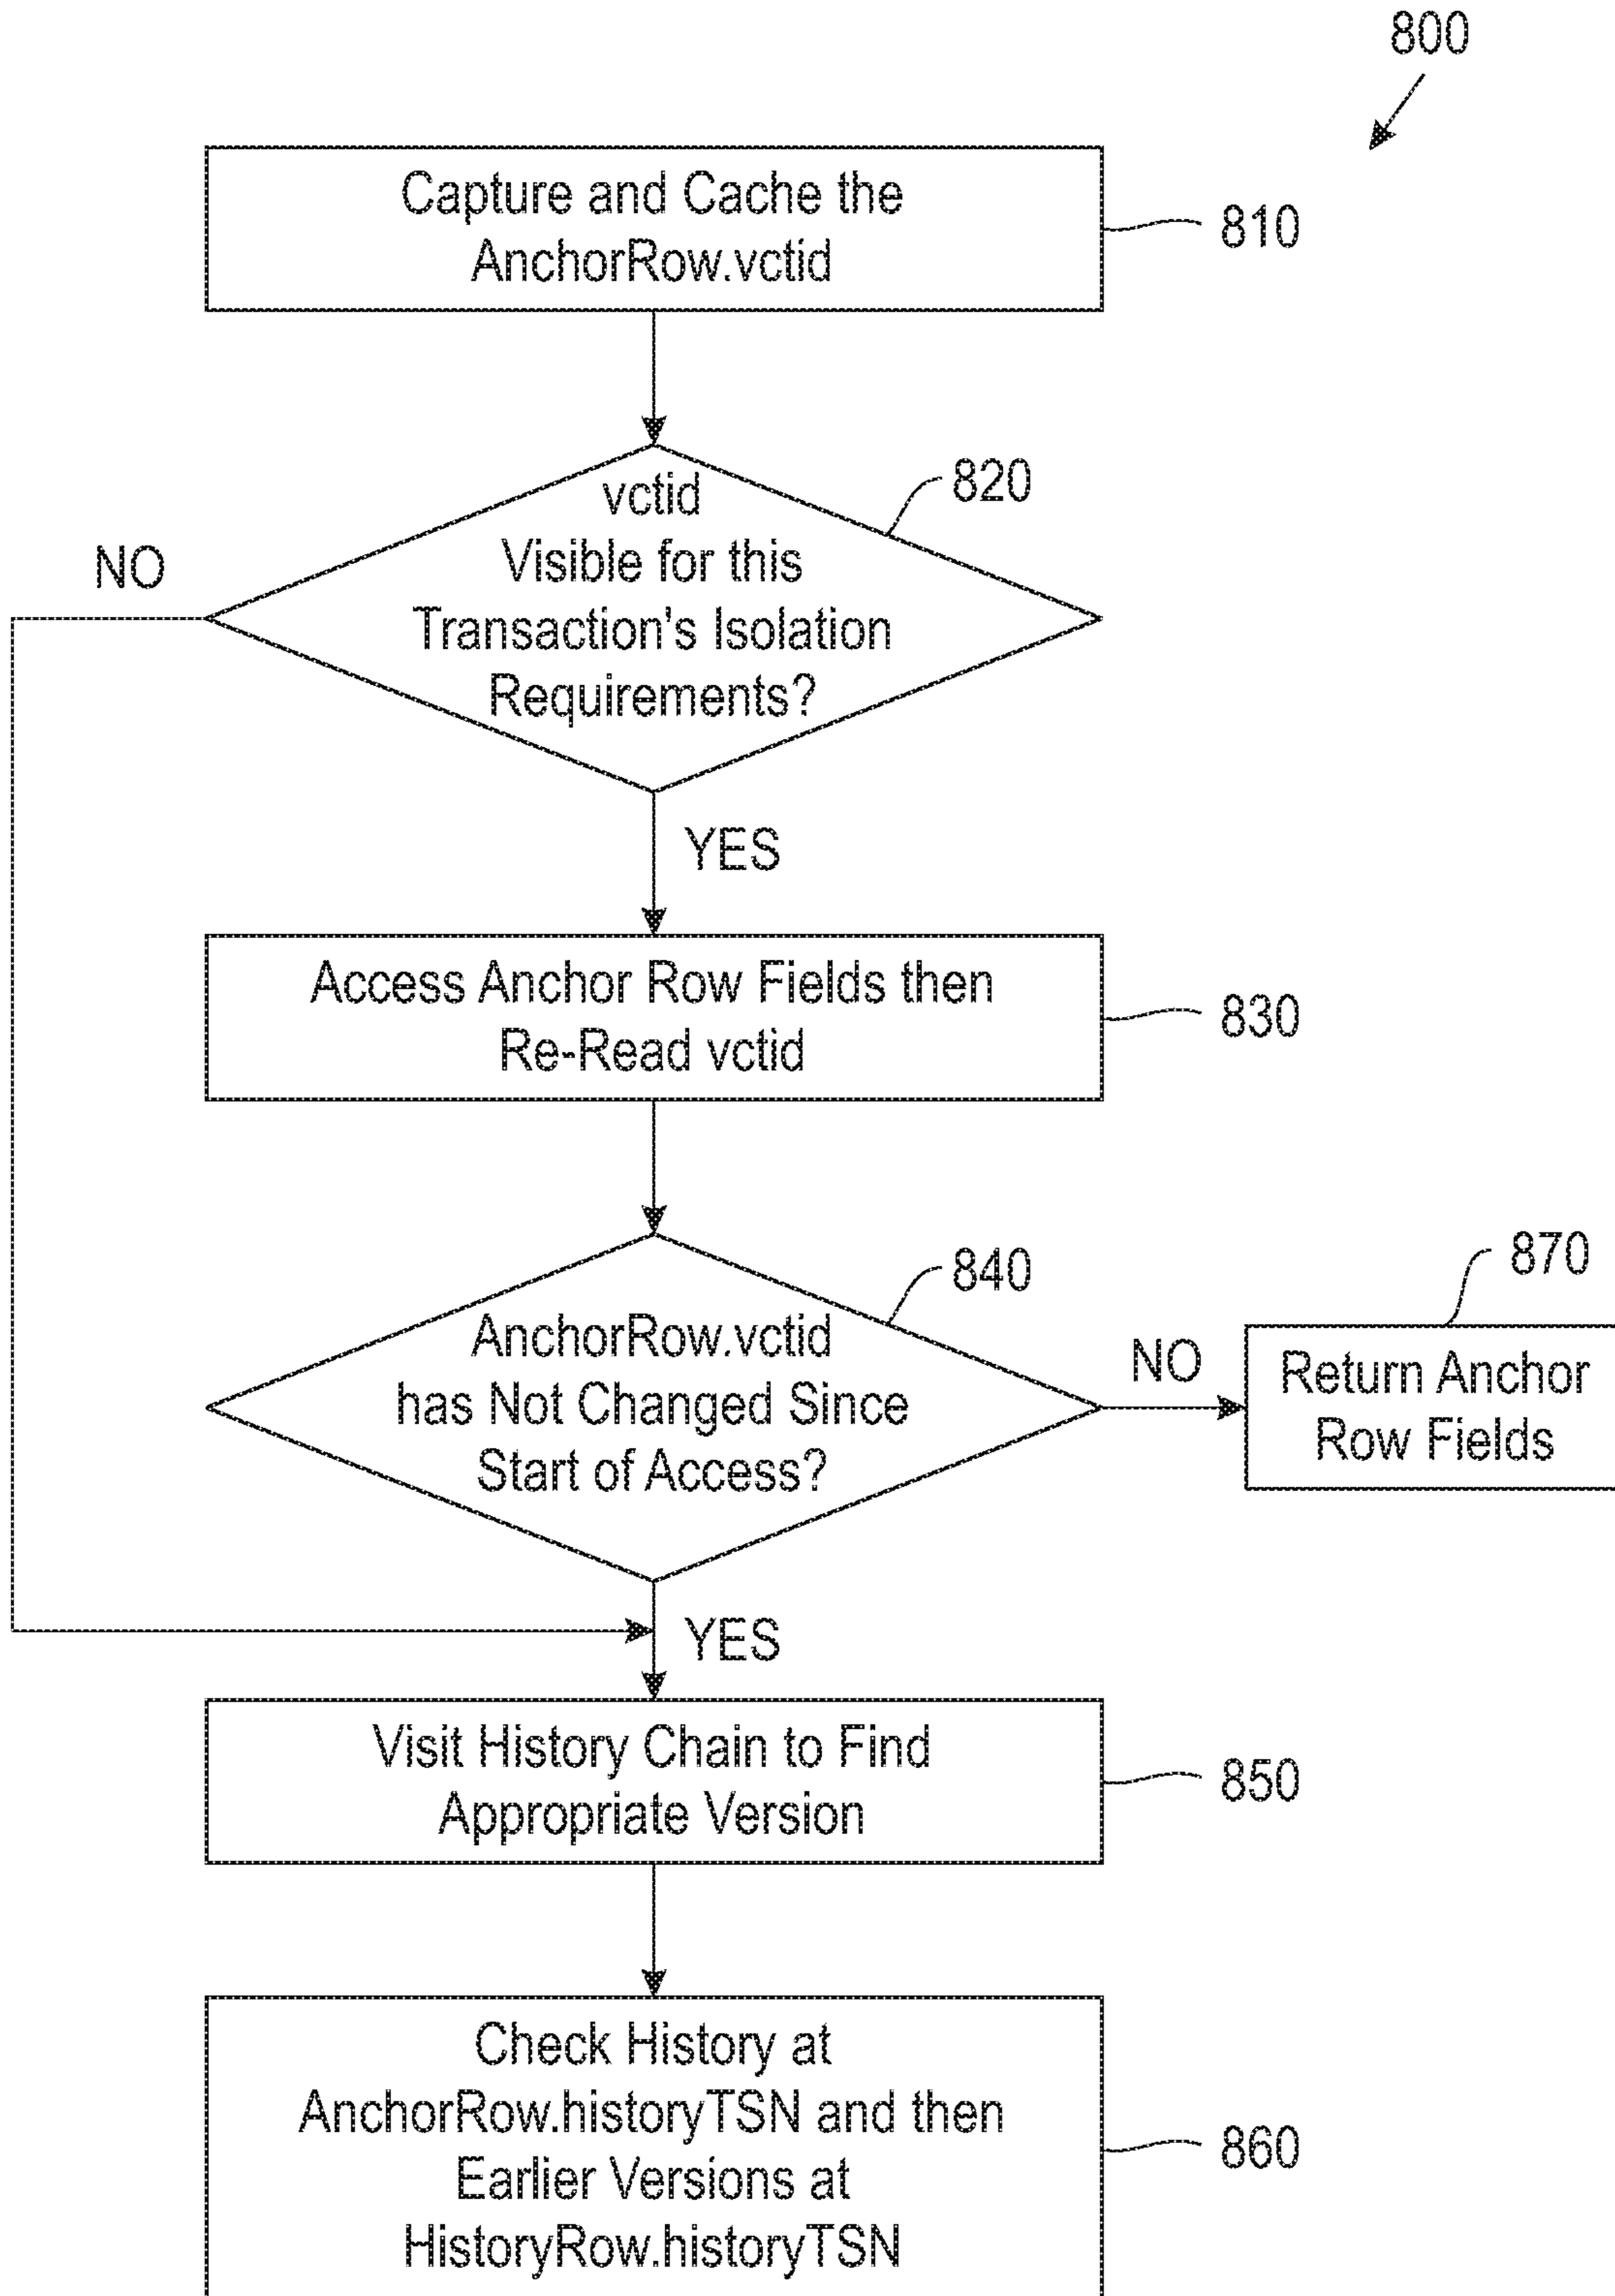 800
Capture and Cache the
AnchorRow.vctid
810
vctid
Visible for this
Transaction's Isolation
Requirements?
820
NO
YES
Access Anchor Row Fields then
Re-Read vctid
830
AnchorRow.vctid
has Not Changed Since
Start of Access?
840
NO
870
Return Anchor
Row Fields
YES
Visit History Chain to Find
Appropriate Version
850
Check History at
AnchorRow.historyTSN and then
Earlier Versions at
HistoryRow.historyTSN
860